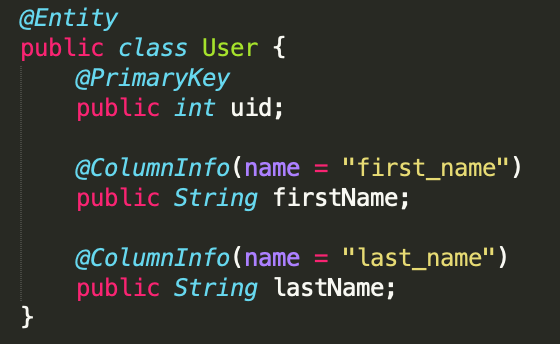 @Entity
public class User {
    @PrimaryKey
    public int uid;

    @ColumnInfo(name = "first_name")
    public String firstName;

    @ColumnInfo(name = "last_name")
    public String lastName;
}